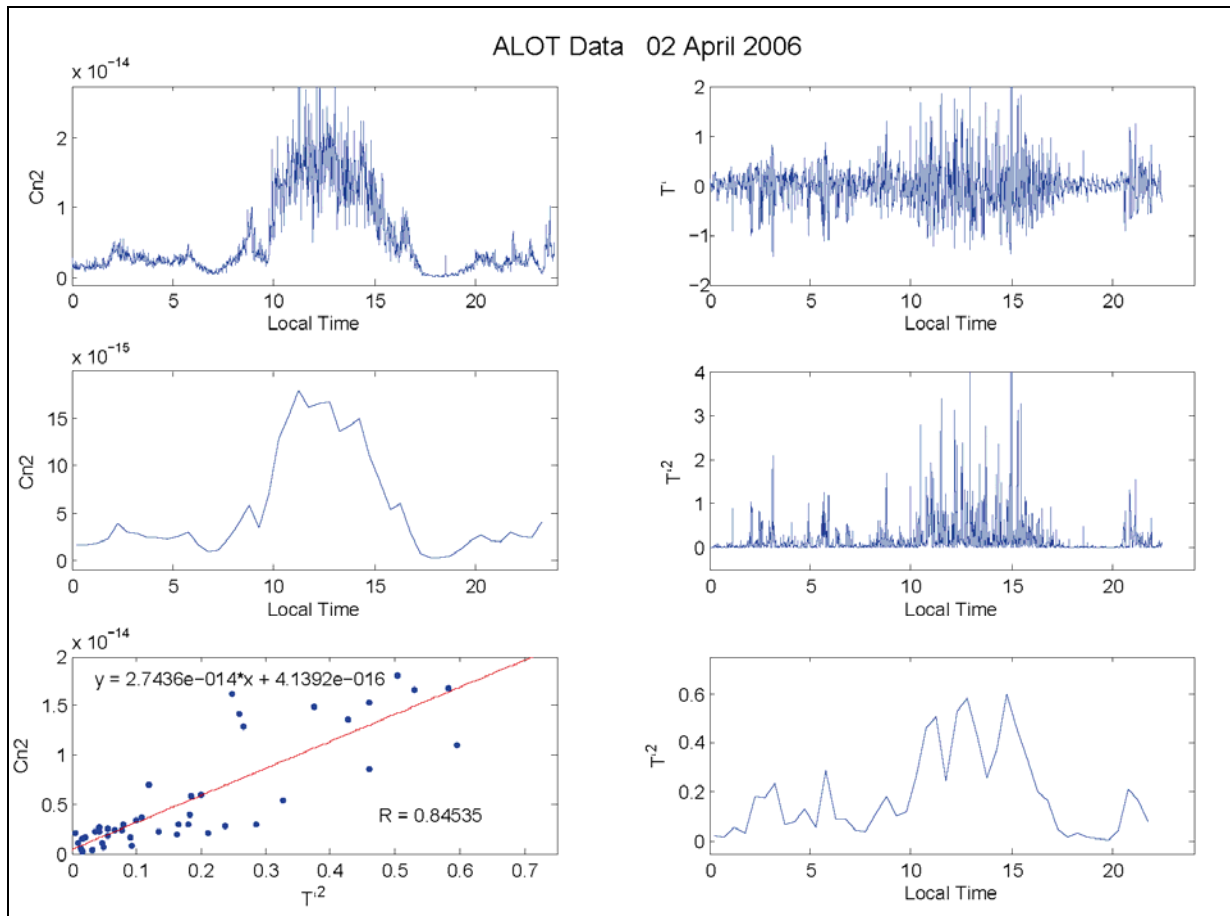 ALOT Data   02 April 2006
x 10⁻¹⁴
Cn2
2
1
0
0 5 10 15 20
Local Time
T‘
2
1
0
−1
−2
0 5 10 15 20
Local Time
x 10⁻¹⁵
Cn2
15
10
5
0
0 5 10 15 20
Local Time
T‘²
4
3
2
1
0
0 5 10 15 20
Local Time
x 10⁻¹⁴
Cn2
2
1.5
1
0.5
0
y = 2.7436e−014*x + 4.1392e−016
R = 0.84535
0 0.1 0.2 0.3 0.4 0.5 0.6 0.7
T‘²
T‘²
0.6
0.4
0.2
0
0 5 10 15 20
Local Time